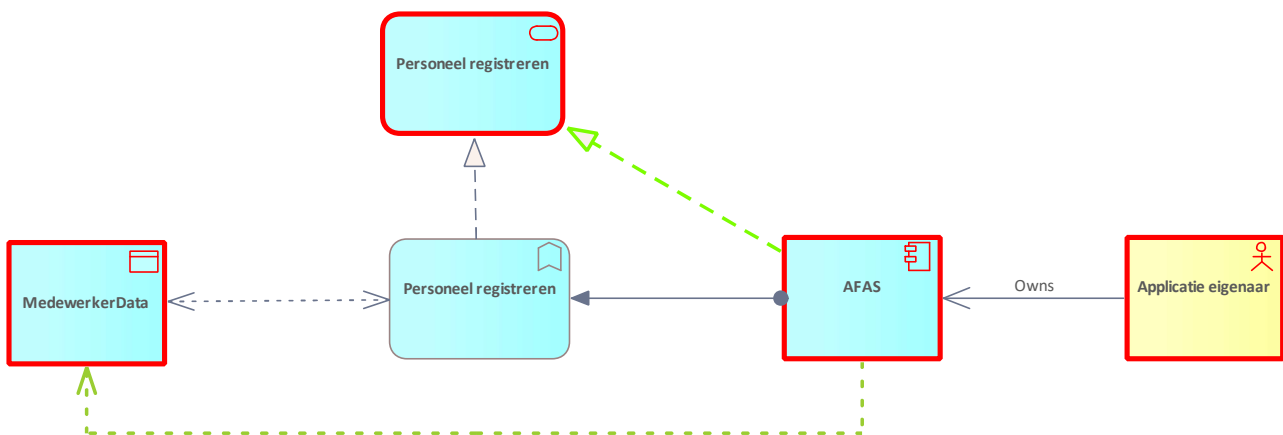 Personeel registreren
MedewerkerData
Personeel registreren
AFAS
Owns
Applicatie eigenaar